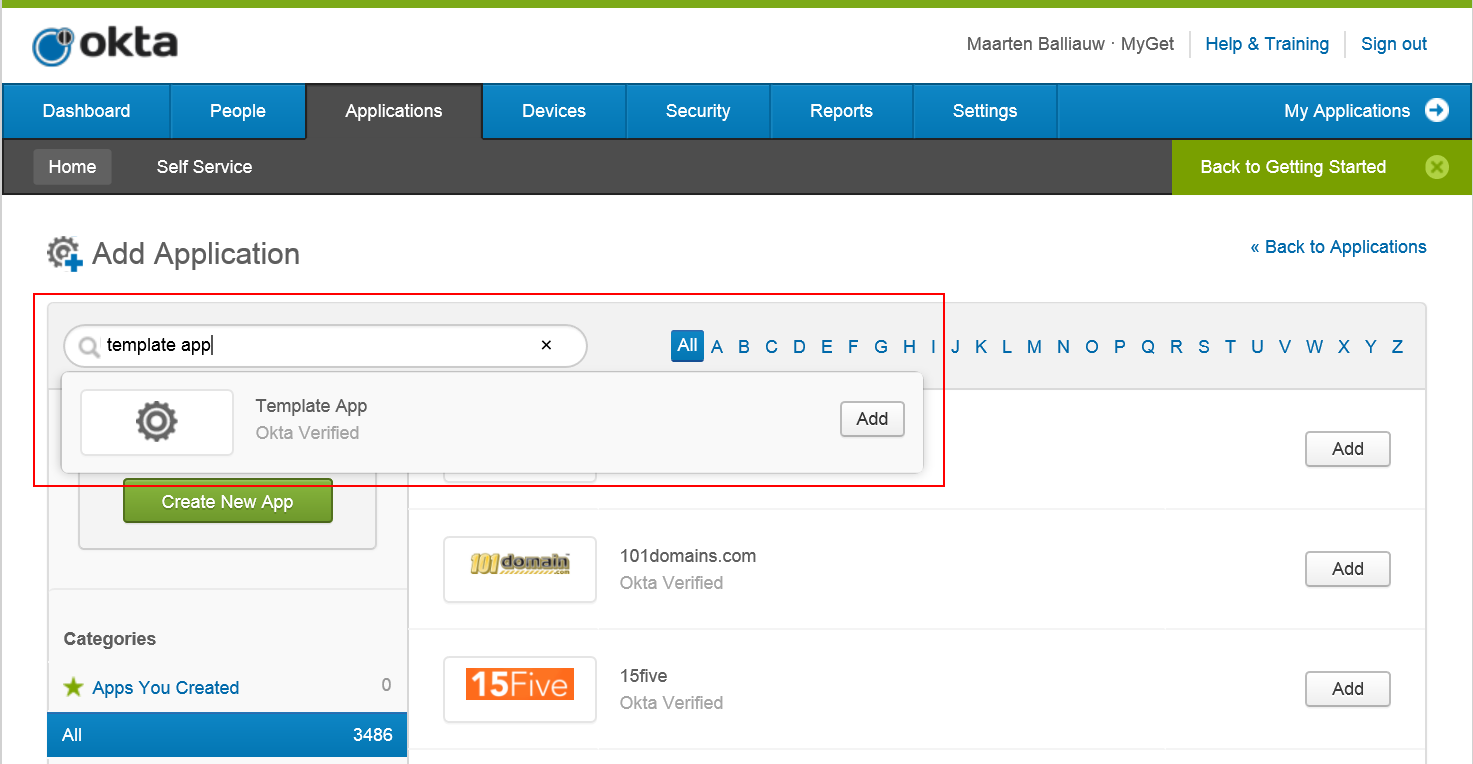 okta
Maarten Balliauw · MyGet
Help & Training
Sign out
Dashboard
People
Applications
Devices
Security
Reports
Settings
My Applications
Home
Self Service
Back to Getting Started
Add Application
« Back to Applications
template app
×
All A B C D E F G H I J K L M N O P Q R S T U V W X Y Z
Template App
Okta Verified
Add
Add
Create New App
101domain
.com
101domains.com
Okta Verified
Add
Categories
Apps You Created
0
All
3486
15Five
15five
Okta Verified
Add